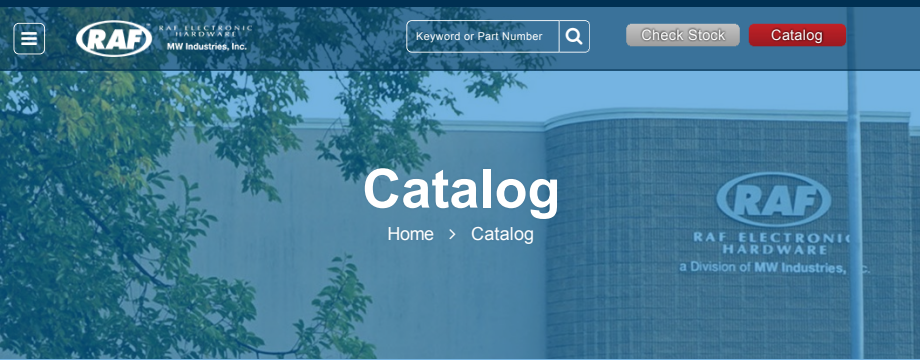 RAF
RAF ELECTRONIC
HARDWARE
MW Industries, Inc.
Keyword or Part Number
Check Stock
Catalog
Catalog
Home > Catalog
RAF
RAF ELECTRONIC
HARDWARE
a Division of MW Industries, c.